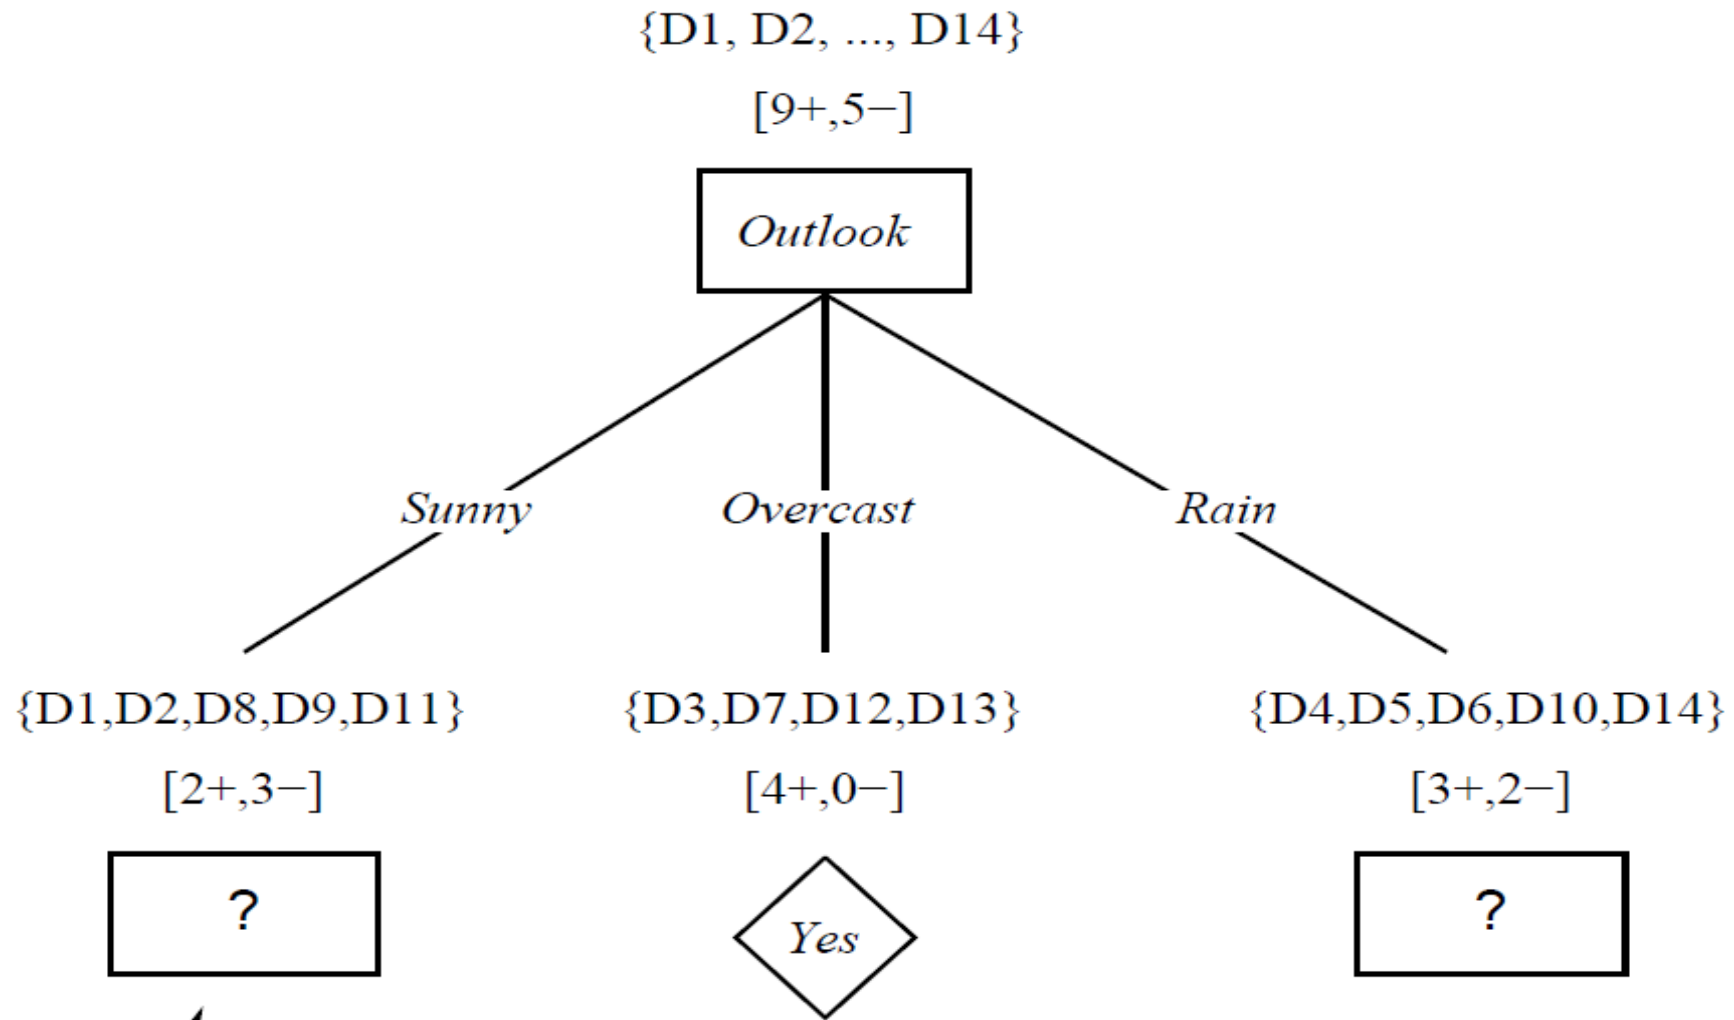 {D1, D2, ..., D14}
[9+,5−]
Outlook
Sunny
Overcast
Rain
{D1,D2,D8,D9,D11}
{D3,D7,D12,D13}
{D4,D5,D6,D10,D14}
[2+,3−]
[4+,0−]
[3+,2−]
?
Yes
?